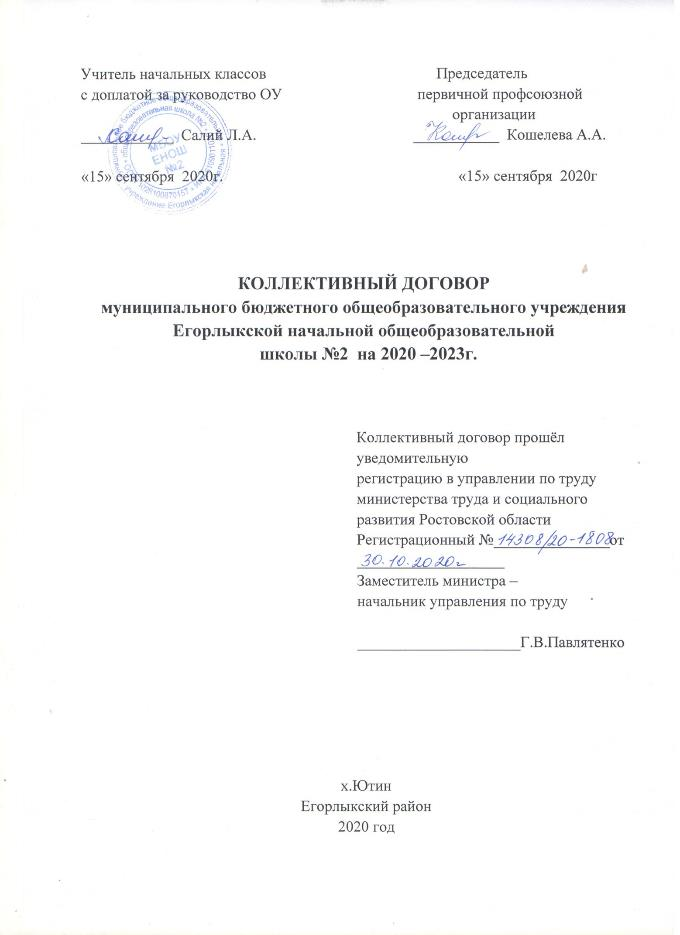 Учитель начальных классов
с доплатой за руководство ОУ
Салий Л.А.
«15» сентября 2020г.
Председатель
первичной профсоюзной
организации
Кошелева А.А.
«15» сентября 2020г
МБОУ
ЕНОШ
№2
КОЛЛЕКТИВНЫЙ ДОГОВОР
муниципального бюджетного общеобразовательного учреждения
Егорлыкской начальной общеобразовательной
школы №2 на 2020 –2023г.
Коллективный договор прошёл
уведомительную
регистрацию в управлении по труду
министерства труда и социального
развития Ростовской области
Регистрационный № 14308/20-1808 от
30.10.2020г
Заместитель министра –
начальник управления по труду
Г.В.Павлятенко
х.Ютин
Егорлыкский район
2020 год